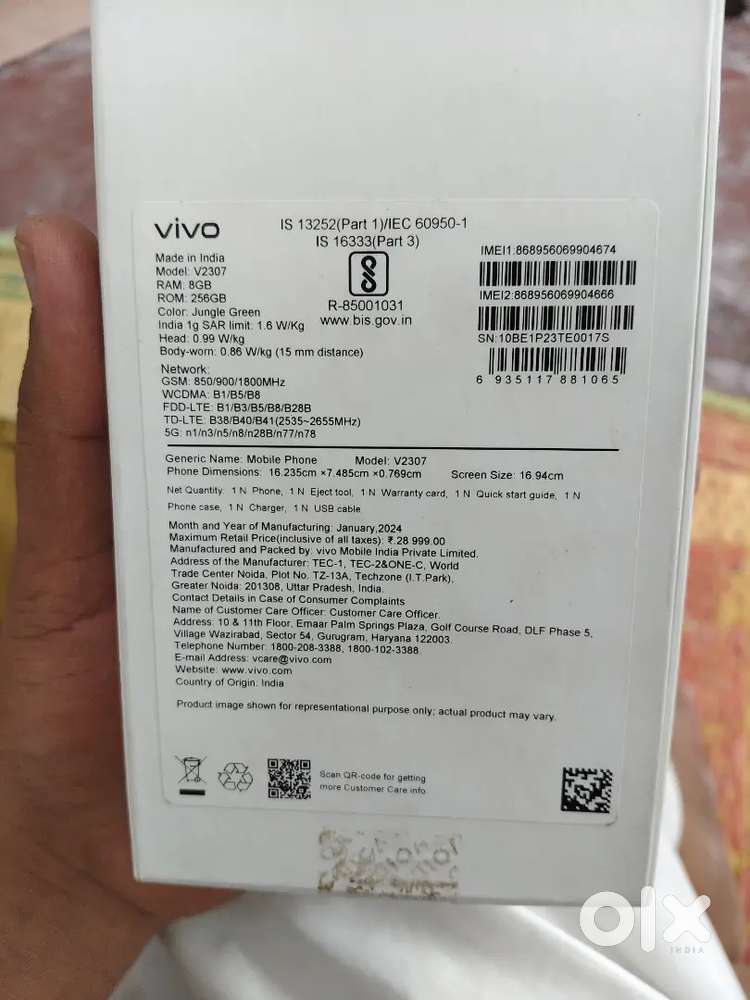 vivo
IS 13252(Part 1)/IEC 60950-1
IS 16333(Part 3)
Made in India
Model: V2307
RAM: 8GB
ROM: 256GB
Color: Jungle Green
India 1g SAR limit: 1.6 W/Kg
Head: 0.99 W/kg
Body-worn: 0.86 W/kg (15 mm distance)
R-85001031
www.bis.gov.in
IMEI1:868956069904674
IMEI2:868956069904666
SN:10BE1P23TE0017S
6 935117 881065
Network:
GSM: 850/900/1800MHz
WCDMA: B1/B5/B8
FDD-LTE: B1/B3/B5/B8/B28B
TD-LTE: B38/B40/B41(2535~2655MHz)
5G: n1/n3/n5/n8/n28B/n77/n78
Generic Name: Mobile Phone Model: V2307
Phone Dimensions: 16.235cm ×7.485cm ×0.769cm Screen Size: 16.94cm
Net Quantity: 1 N Phone, 1 N Eject tool, 1 N Warranty card, 1 N Quick start guide, 1 N
Phone case, 1 N Charger, 1 N USB cable
Month and Year of Manufacturing: January,2024
Maximum Retail Price(inclusive of all taxes): ₹.28 999.00
Manufactured and Packed by: vivo Mobile India Private Limited.
Address of the Manufacturer: TEC-1, TEC-2&ONE-C, World
Trade Center Noida, Plot No. TZ-13A, Techzone (I.T.Park),
Greater Noida: 201308, Uttar Pradesh, India.
Contact Details in Case of Consumer Complaints
Name of Customer Care Officer: Customer Care Officer.
Address: 10 & 11th Floor, Emaar Palm Springs Plaza, Golf Course Road, DLF Phase 5,
Village Wazirabad, Sector 54, Gurugram, Haryana 122003.
Telephone Number: 1800-208-3388, 1800-102-3388
E-mail Address: vcare@vivo.com
Website: www.vivo.com
Country of Origin: India
Product image shown for representational purpose only; actual product may vary.
Scan QR-code for getting
more Customer Care info
olx
INDIA